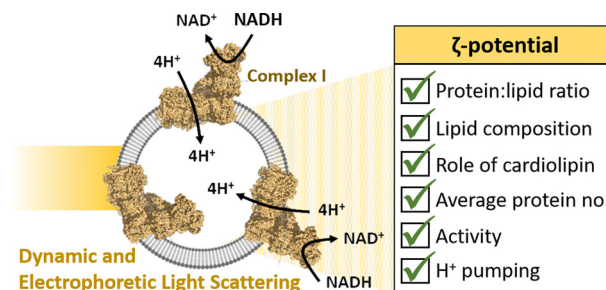 NAD⁺
NADH
4H⁺
Complex I
4H⁺
4H⁺
4H⁺
NAD⁺
NADH
Dynamic and
Electrophoretic Light Scattering
ζ-potential
Protein:lipid ratio
Lipid composition
Role of cardiolipin
Average protein no
Activity
H⁺ pumping